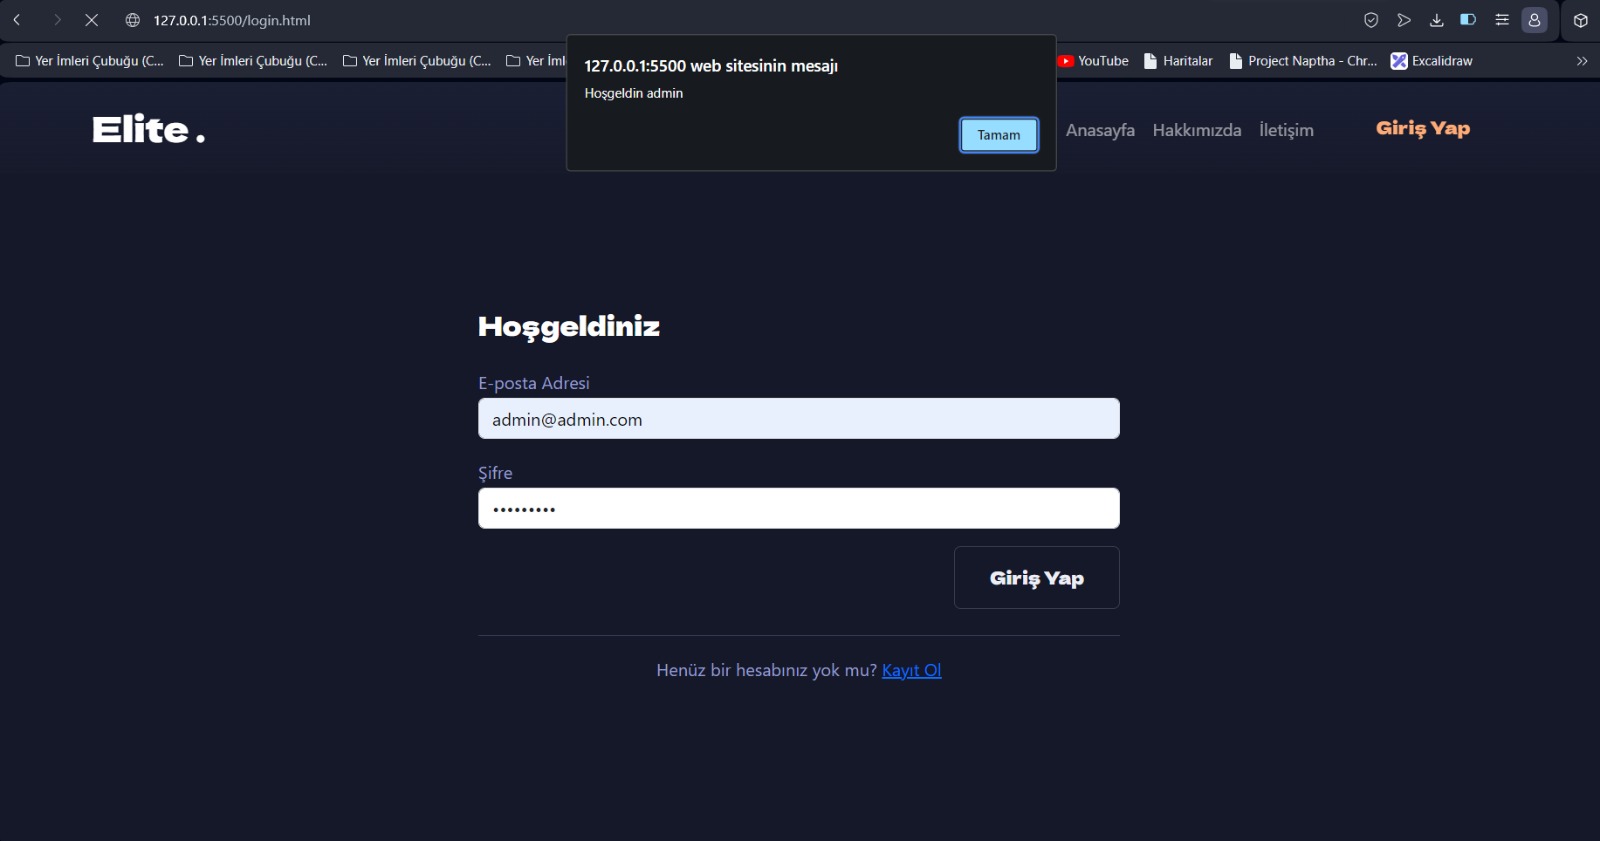 127.0.0.1:5500/login.html
Yer İmleri Çubuğu (C... Yer İmleri Çubuğu (C... Yer İmleri Çubuğu (C... Yer İml YouTube Haritalar Project Naptha - Chr... Excalidraw
127.0.0.1:5500 web sitesinin mesajı
Hoşgeldin admin
Tamam
Elite .
Anasayfa Hakkımızda İletişim Giriş Yap
Hoşgeldiniz
E-posta Adresi
admin@admin.com
Şifre
•••••••••
Giriş Yap
Henüz bir hesabınız yok mu? Kayıt Ol